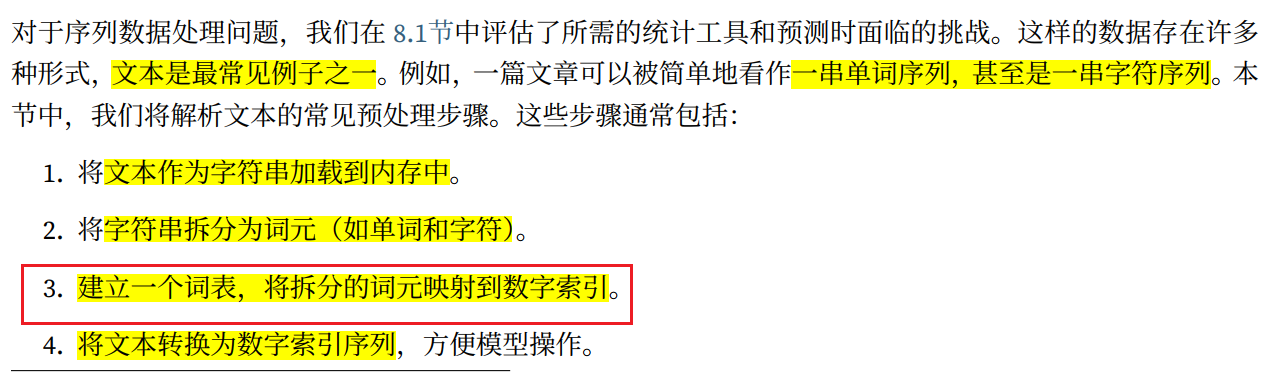 对于序列数据处理问题，我们在 8.1节中评估了所需的统计工具和预测时面临的挑战。这样的数据存在许多
种形式，文本是最常见例子之一。例如，一篇文章可以被简单地看作一串单词序列，甚至是一串字符序列。本
节中，我们将解析文本的常见预处理步骤。这些步骤通常包括：
1. 将文本作为字符串加载到内存中。
2. 将字符串拆分为词元（如单词和字符）。
3. 建立一个词表，将拆分的词元映射到数字索引。
4. 将文本转换为数字索引序列，方便模型操作。